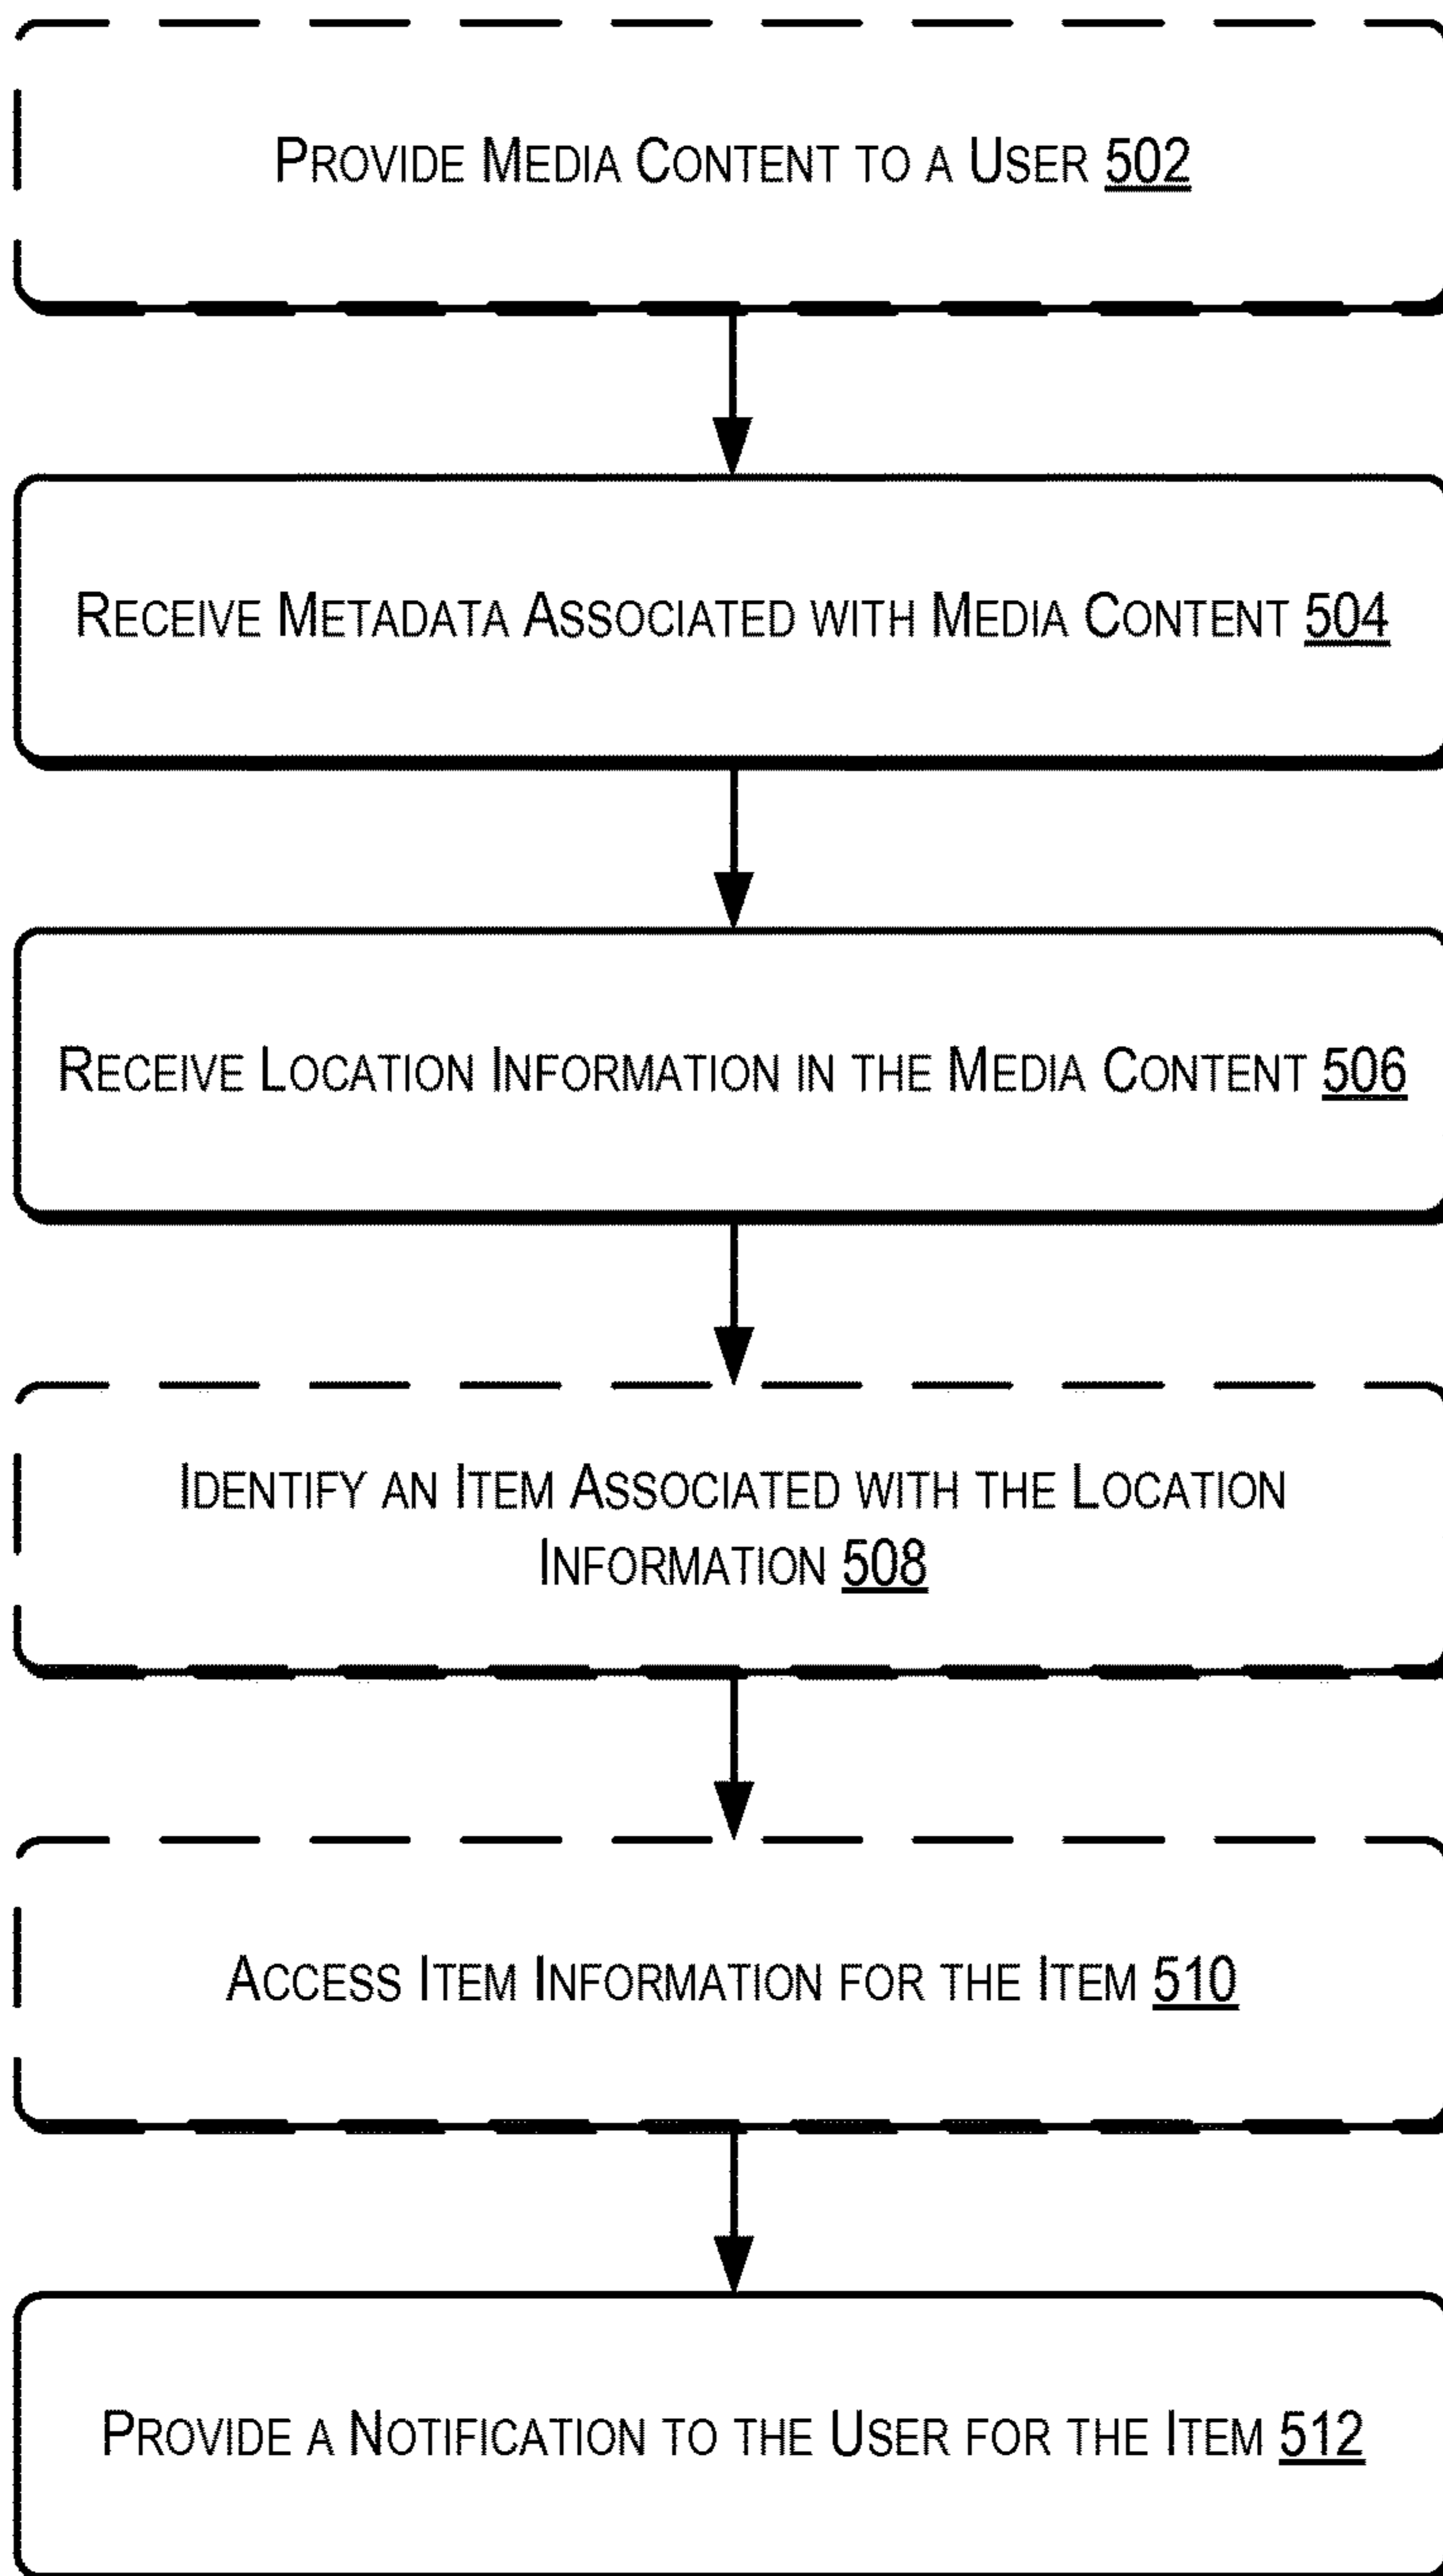 PROVIDE MEDIA CONTENT TO A USER 502
RECEIVE METADATA ASSOCIATED WITH MEDIA CONTENT 504
RECEIVE LOCATION INFORMATION IN THE MEDIA CONTENT 506
IDENTIFY AN ITEM ASSOCIATED WITH THE LOCATION
INFORMATION 508
ACCESS ITEM INFORMATION FOR THE ITEM 510
PROVIDE A NOTIFICATION TO THE USER FOR THE ITEM 512